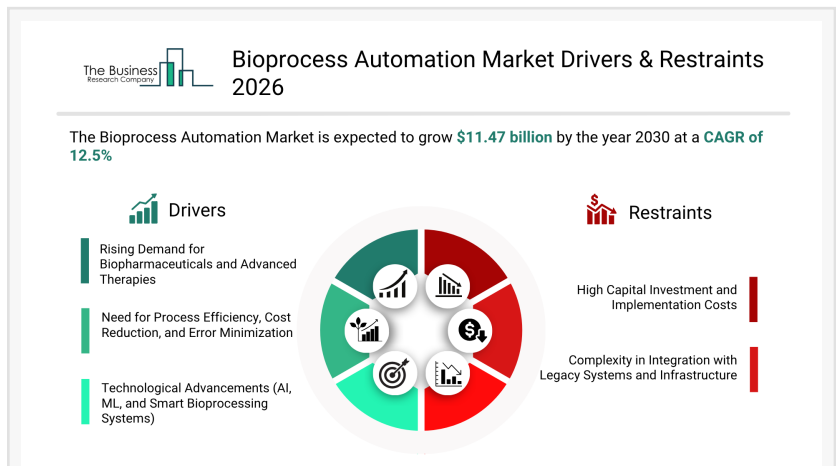 The Business
Research Company
Bioprocess Automation Market Drivers & Restraints
2026
The Bioprocess Automation Market is expected to grow $11.47 billion by the year 2030 at a CAGR of
12.5%
Drivers
Rising Demand for
Biopharmaceuticals and Advanced
Therapies
Need for Process Efficiency, Cost
Reduction, and Error Minimization
Technological Advancements (AI,
ML, and Smart Bioprocessing
Systems)
Restraints
High Capital Investment and
Implementation Costs
Complexity in Integration with
Legacy Systems and Infrastructure